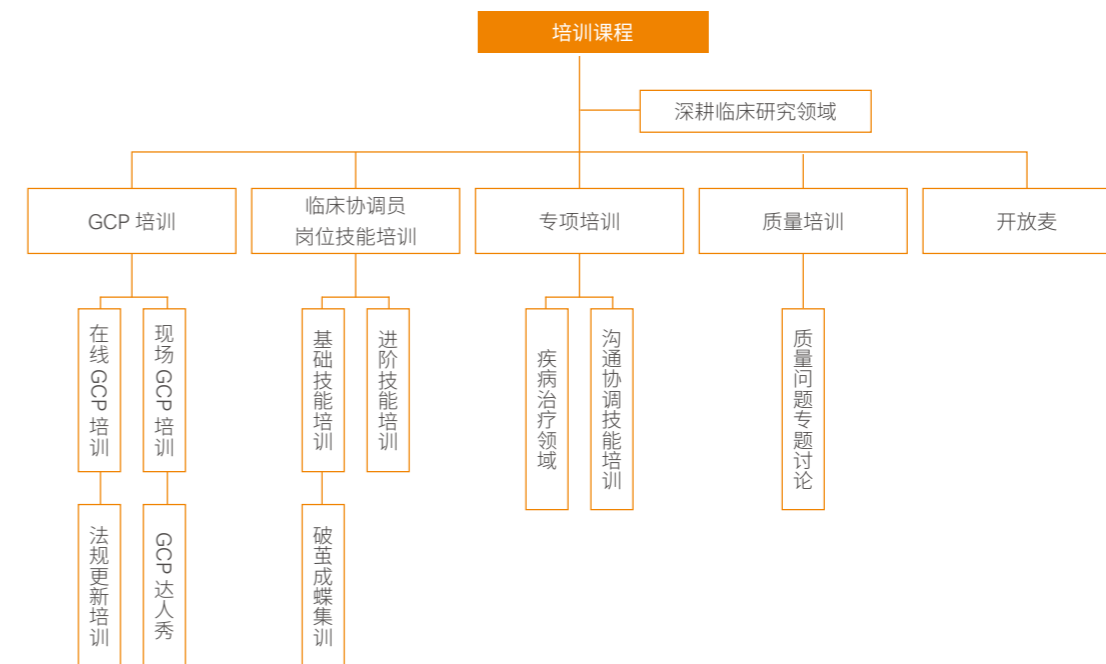 培训课程
深耕临床研究领域
GCP 培训
临床协调员
岗位技能培训
专项培训
质量培训
开放麦
在线 GCP 培训
现场 GCP 培训
基础技能培训
进阶技能培训
疾病治疗领域
沟通协调技能培训
质量问题专题讨论
法规更新培训
GCP 达人秀
破茧成蝶集训